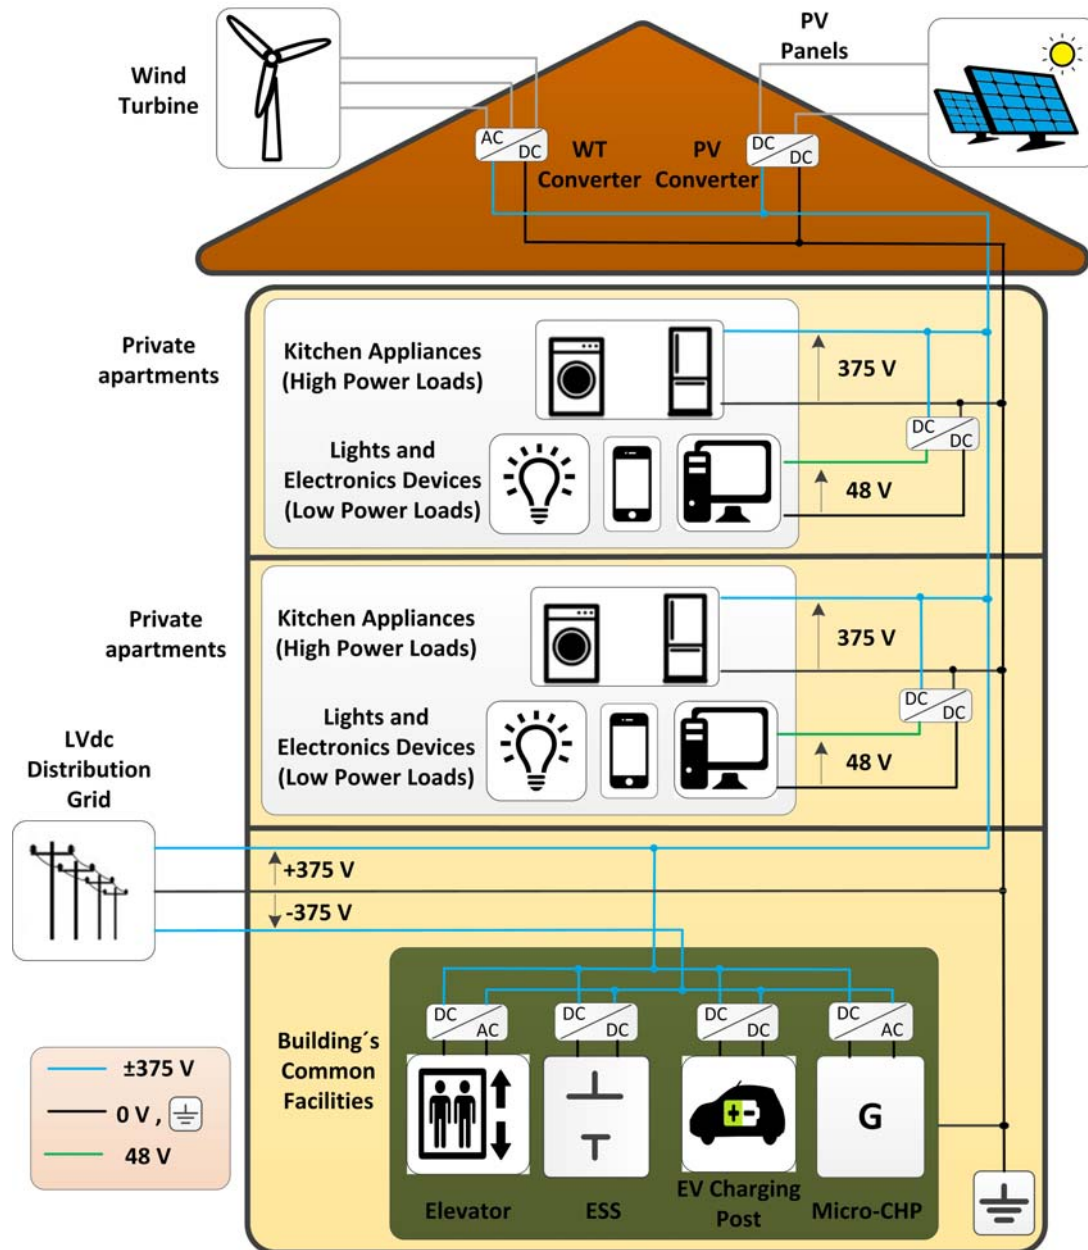 Wind
Turbine
PV
Panels
AC
DC
WT
Converter
PV
Converter
DC
DC
Private
apartments
Kitchen Appliances
(High Power Loads)
375 V
DC
DC
Lights and
Electronics Devices
(Low Power Loads)
48 V
Private
apartments
Kitchen Appliances
(High Power Loads)
375 V
DC
DC
Lights and
Electronics Devices
(Low Power Loads)
48 V
LVdc
Distribution
Grid
+375 V
-375 V
DC
AC
DC
DC
DC
DC
DC
AC
Building´s
Common
Facilities
G
Elevator
ESS
EV Charging
Post
Micro-CHP
±375 V
0 V ,
48 V